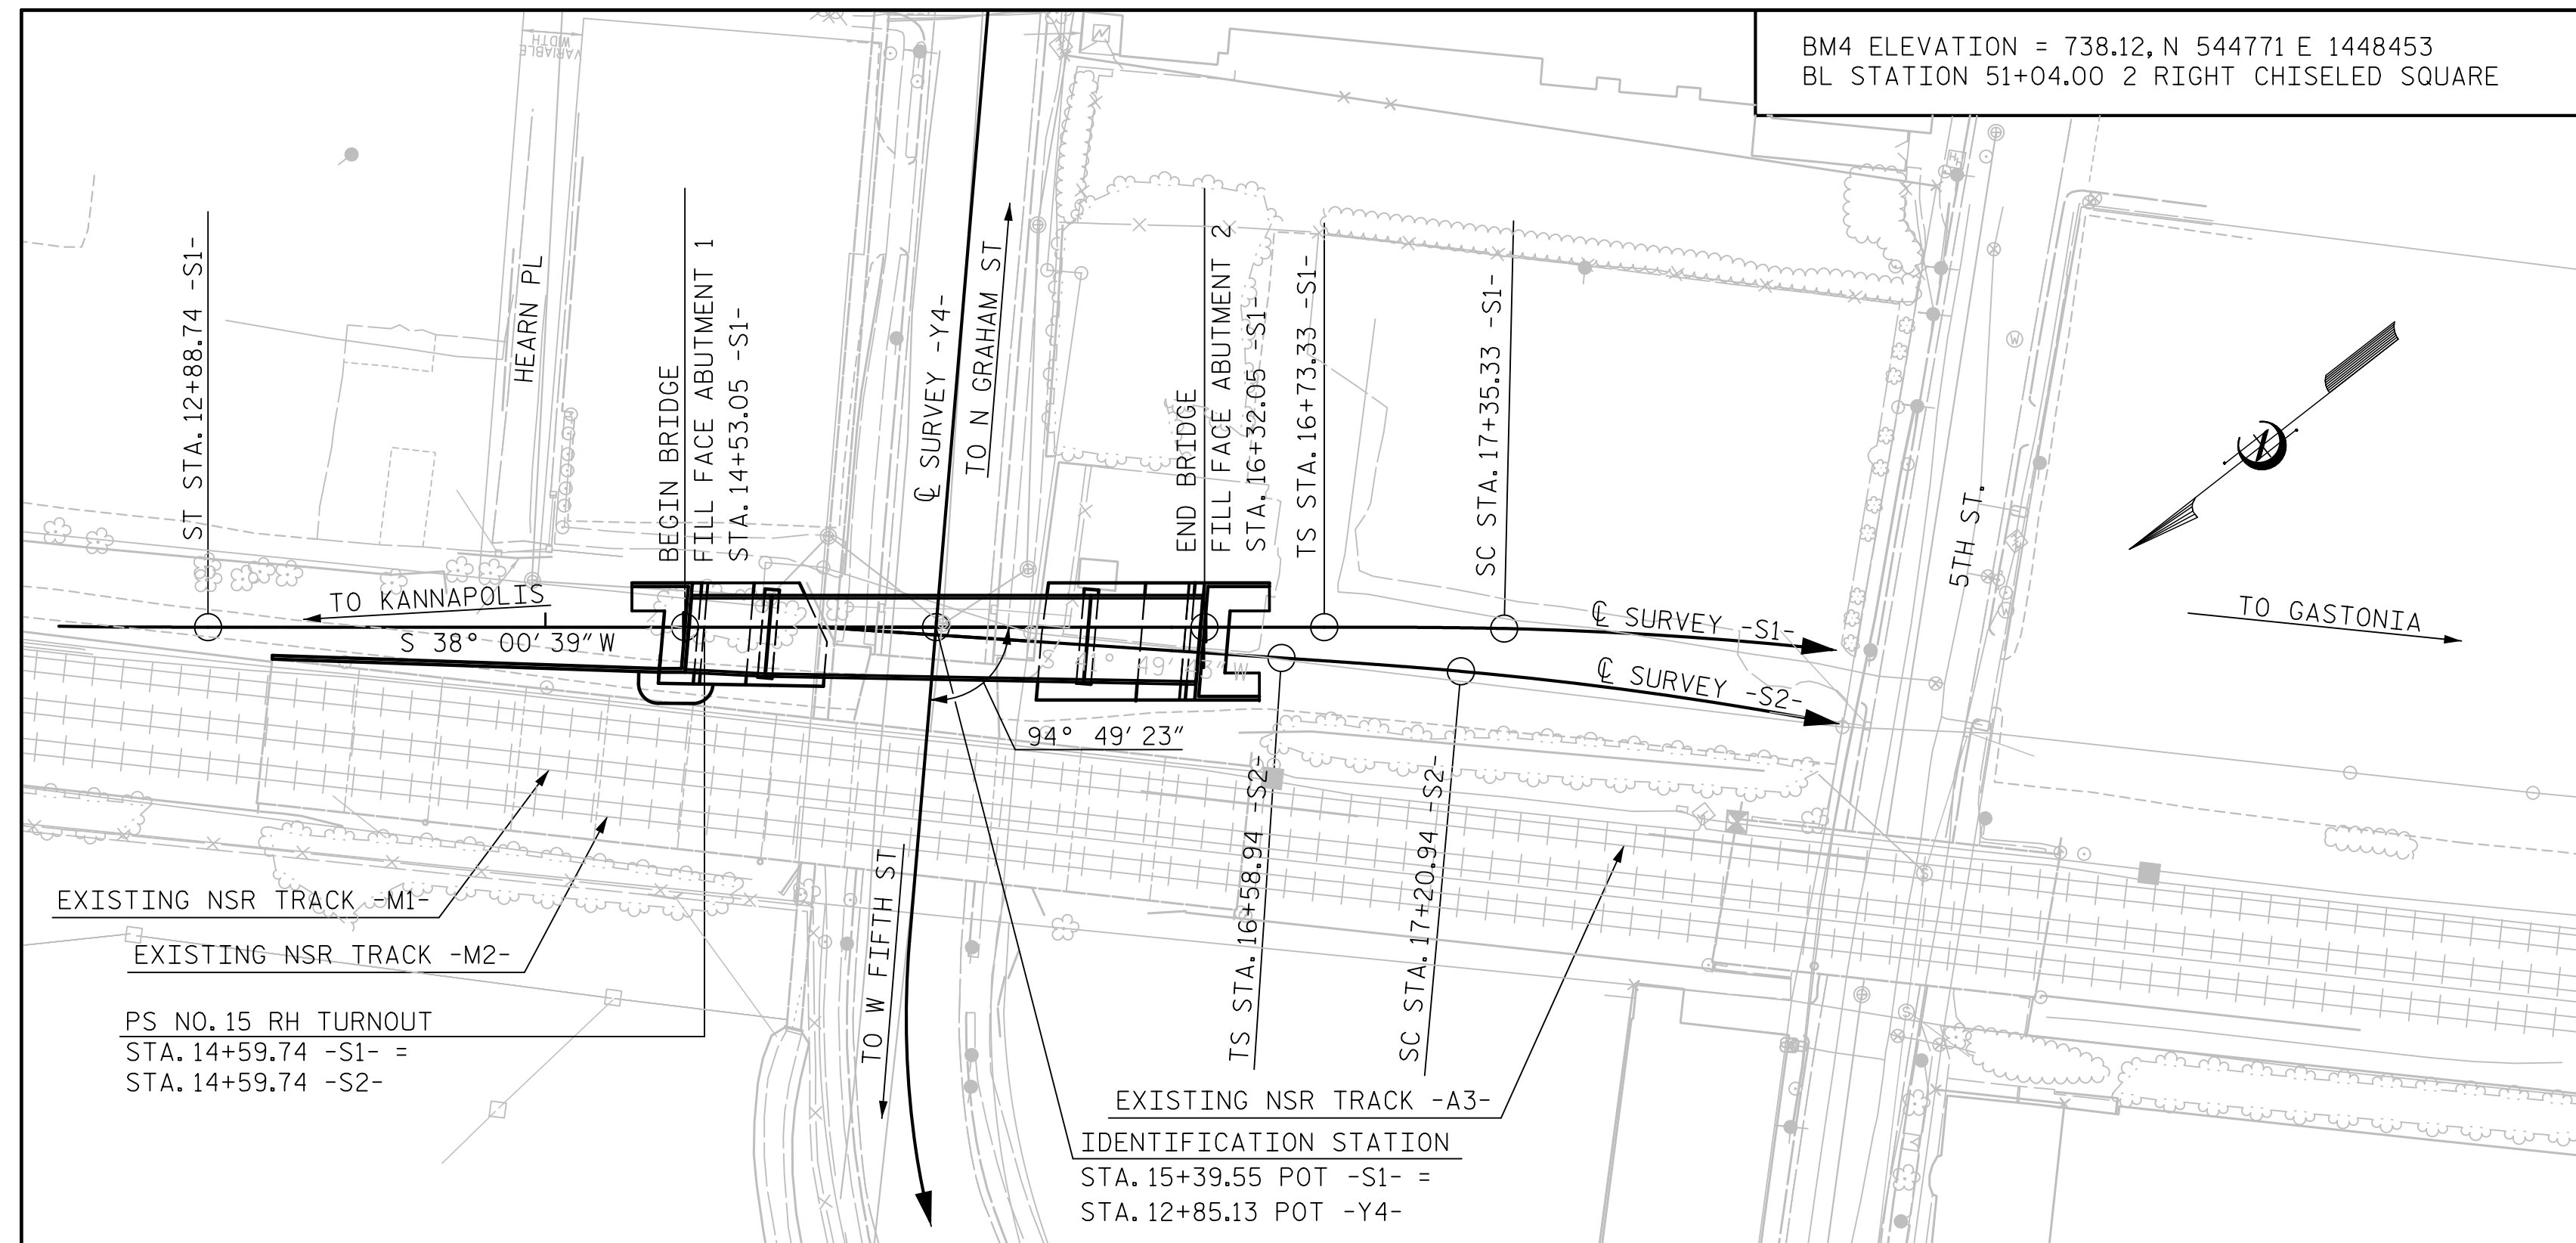 BM4 ELEVATION = 738.12, N 544771 E 1448453
BL STATION 51+04.00 2 RIGHT CHISELED SQUARE
VARIABLE
WIDTH
ST STA. 12+88.74 -S1-
HEARN PL
BEGIN BRIDGE
FILL FACE ABUTMENT 1
STA. 14+53.05 -S1-
℄ SURVEY -Y4-
TO N GRAHAM ST
END BRIDGE
FILL FACE ABUTMENT 2
STA. 16+32.05 -S1-
TS STA. 16+73.33 -S1-
SC STA. 17+35.33 -S1-
5TH ST.
TO KANNAPOLIS
S 38° 00' 39" W
℄ SURVEY -S1-
℄ SURVEY -S2-
TO GASTONIA
94° 49' 23"
EXISTING NSR TRACK -M1-
EXISTING NSR TRACK -M2-
PS NO. 15 RH TURNOUT
STA. 14+59.74 -S1- =
STA. 14+59.74 -S2-
TO W FIFTH ST
TS STA. 16+58.94 -S2-
SC STA. 17+20.94 -S2-
EXISTING NSR TRACK -A3-
IDENTIFICATION STATION
STA. 15+39.55 POT -S1- =
STA. 12+85.13 POT -Y4-